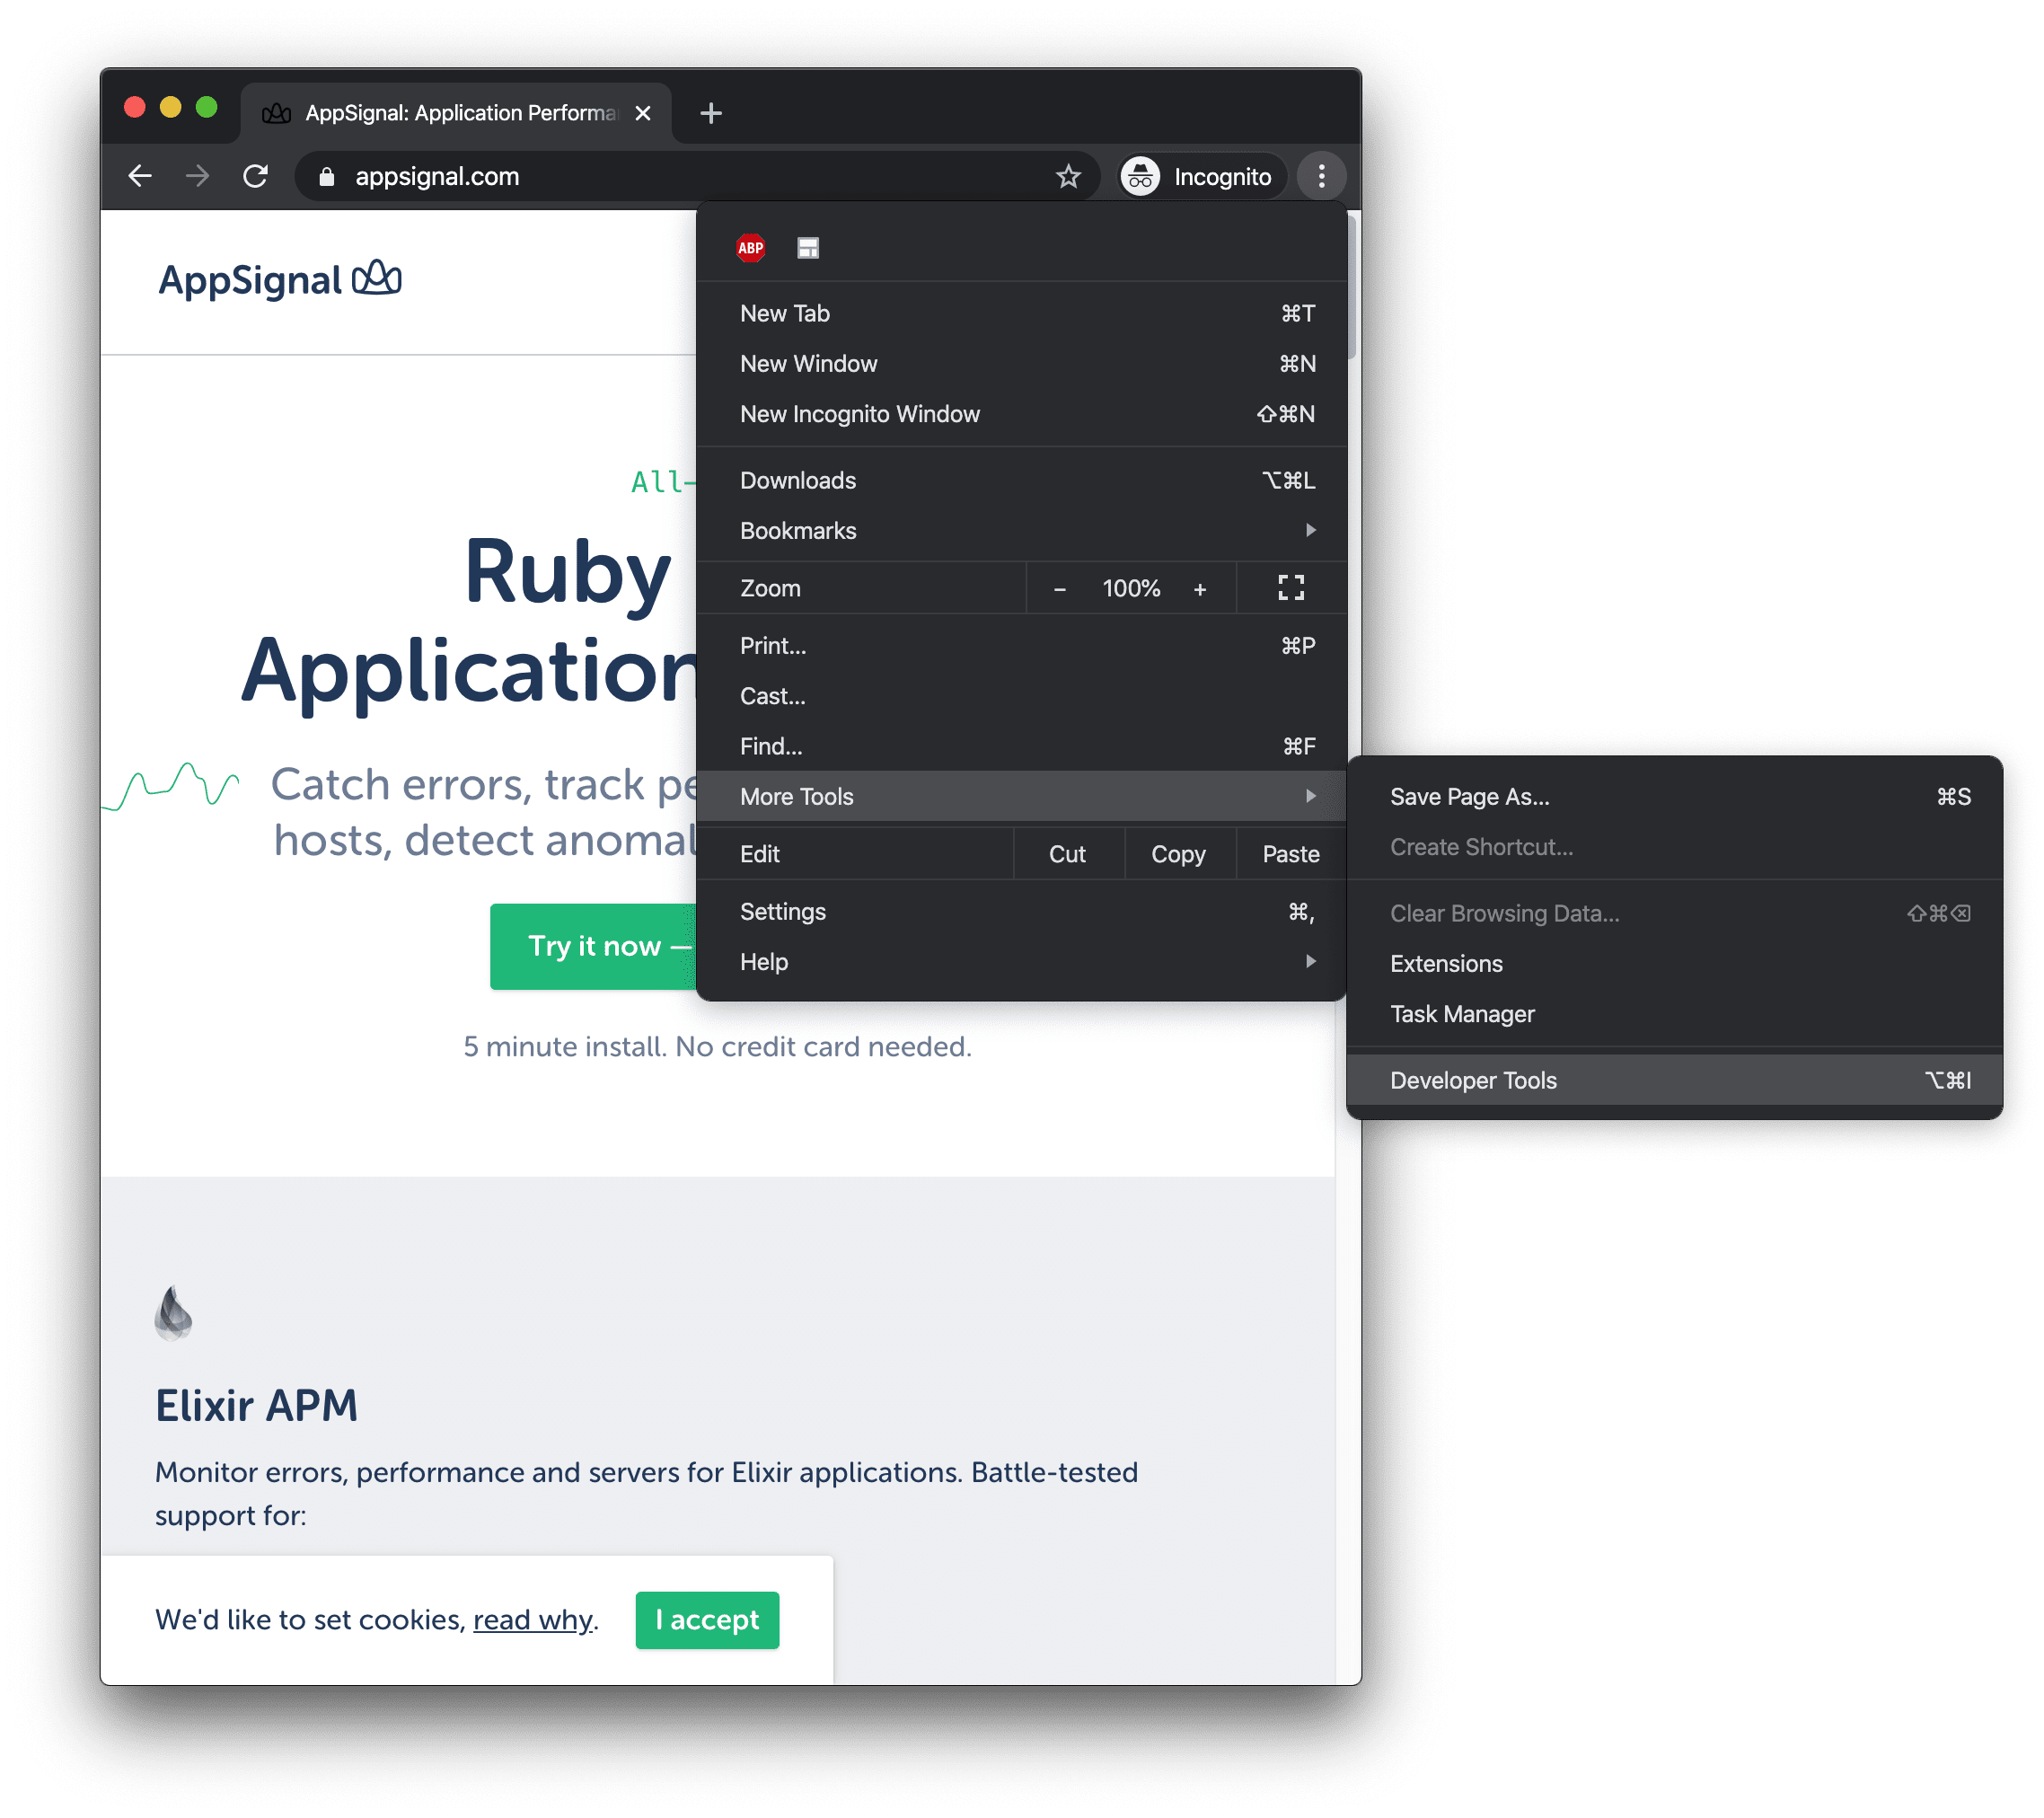 AppSignal: Application Performa
appsignal.com
Incognito
ABP
AppSignal
New Tab ⌘T
New Window ⌘N
New Incognito Window ⇧⌘N
Downloads ⌥⌘L
Bookmarks
Zoom − 100% +
Print... ⌘P
Cast...
Find... ⌘F
More Tools
Edit Cut Copy Paste
Settings ⌘,
Help
Save Page As... ⌘S
Create Shortcut...
Clear Browsing Data... ⇧⌘⌫
Extensions
Task Manager
Developer Tools ⌥⌘I
All-
Ruby
Application
Catch errors, track pe
hosts, detect anomal
Try it now —
5 minute install. No credit card needed.
Elixir APM
Monitor errors, performance and servers for Elixir applications. Battle-tested
support for:
We'd like to set cookies, read why.
I accept